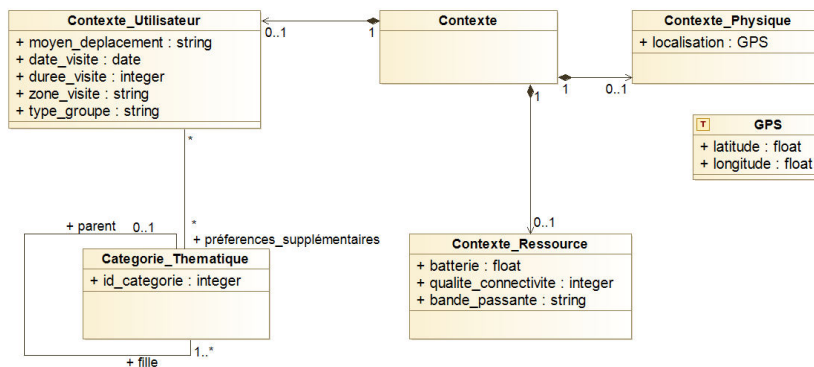 Contexte_Utilisateur
+ moyen_deplacement : string
+ date_visite : date
+ duree_visite : integer
+ zone_visite : string
+ type_groupe : string
0..1
1
Contexte
1
1
0..1
Contexte_Physique
+ localisation : GPS
T
GPS
+ latitude : float
+ longitude : float
*
*
+ préferences_supplémentaires
+ parent
0..1
Categorie_Thematique
+ id_categorie : integer
1..*
+ fille
0..1
Contexte_Ressource
+ batterie : float
+ qualite_connectivite : integer
+ bande_passante : string